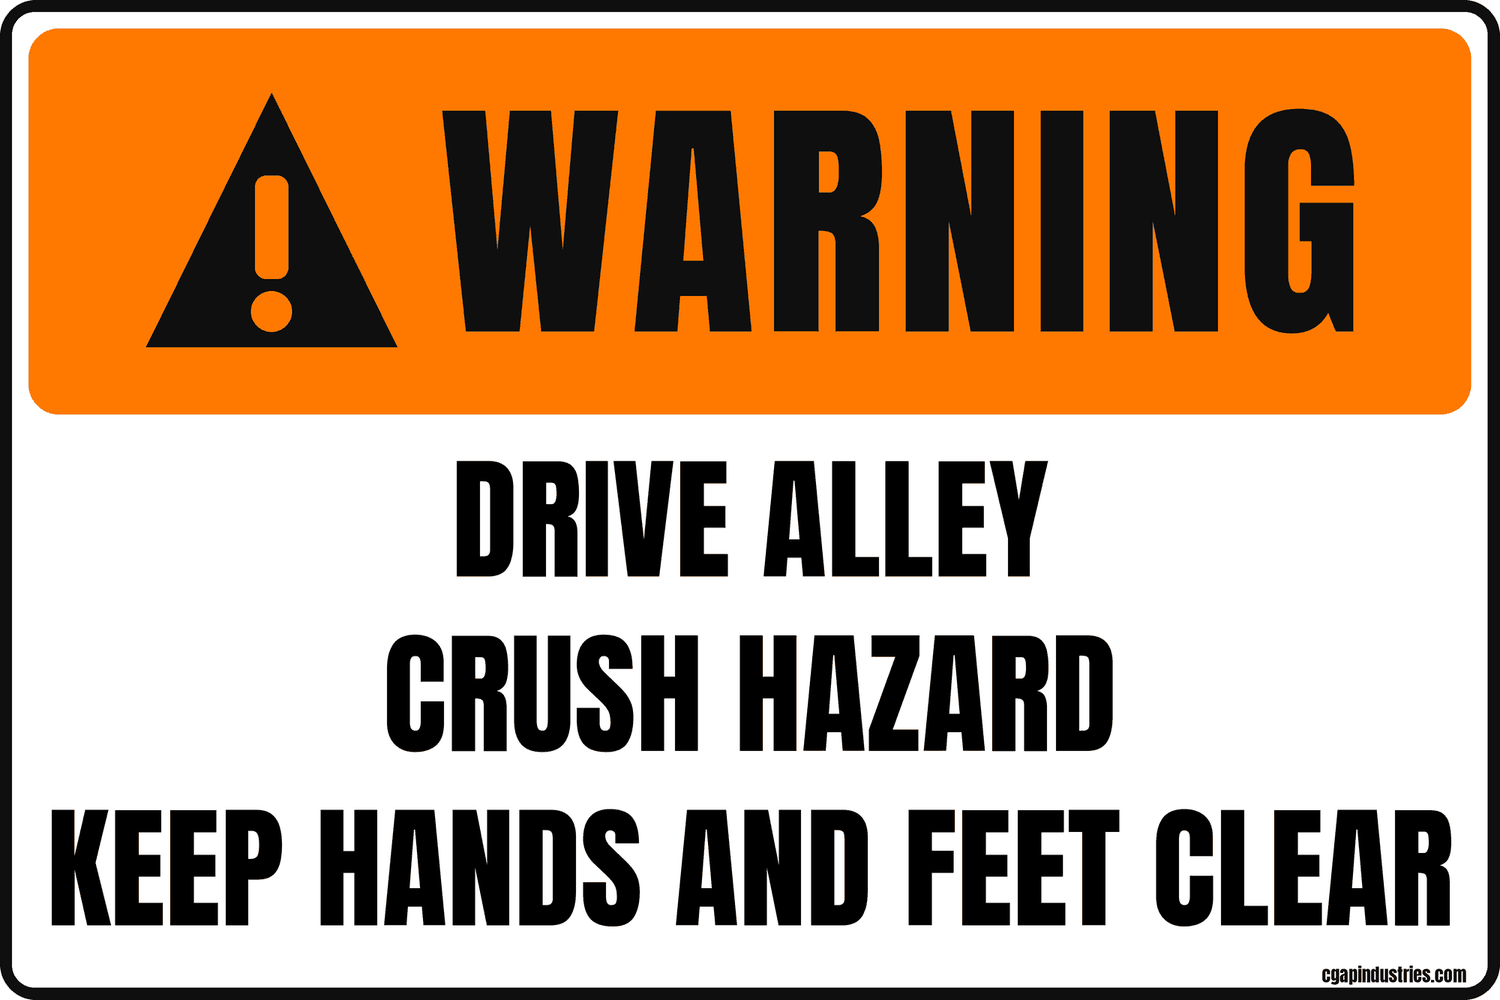 WARNING
DRIVE ALLEY
CRUSH HAZARD
KEEP HANDS AND FEET CLEAR
cgapindustries.com